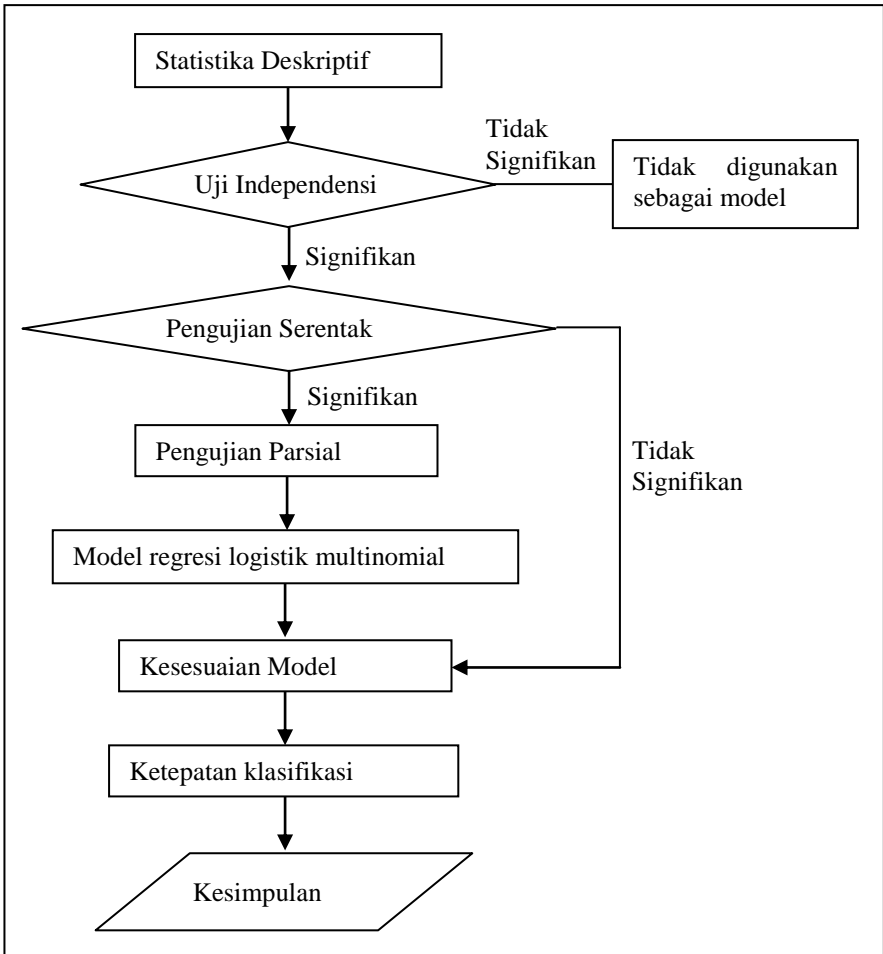 Statistika Deskriptif
Tidak
Signifikan
Uji Independensi
Tidak digunakan
sebagai model
Signifikan
Pengujian Serentak
Signifikan
Pengujian Parsial
Tidak
Signifikan
Model regresi logistik multinomial
Kesesuaian Model
Ketepatan klasifikasi
Kesimpulan